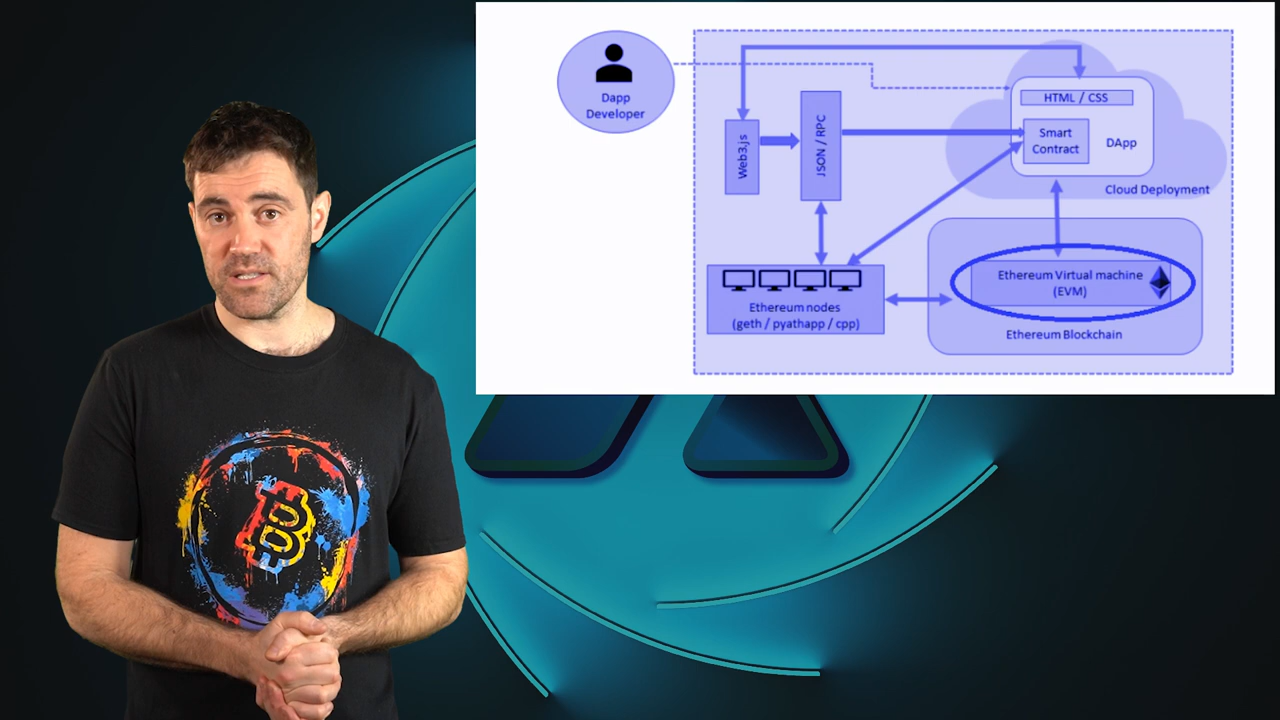 Dapp
Developer
Web3.js
JSON / RPC
HTML / CSS
Smart
Contract
DApp
Cloud Deployment
Ethereum nodes
(geth / pyathapp / cpp)
Ethereum Virtual machine
(EVM)
Ethereum Blockchain